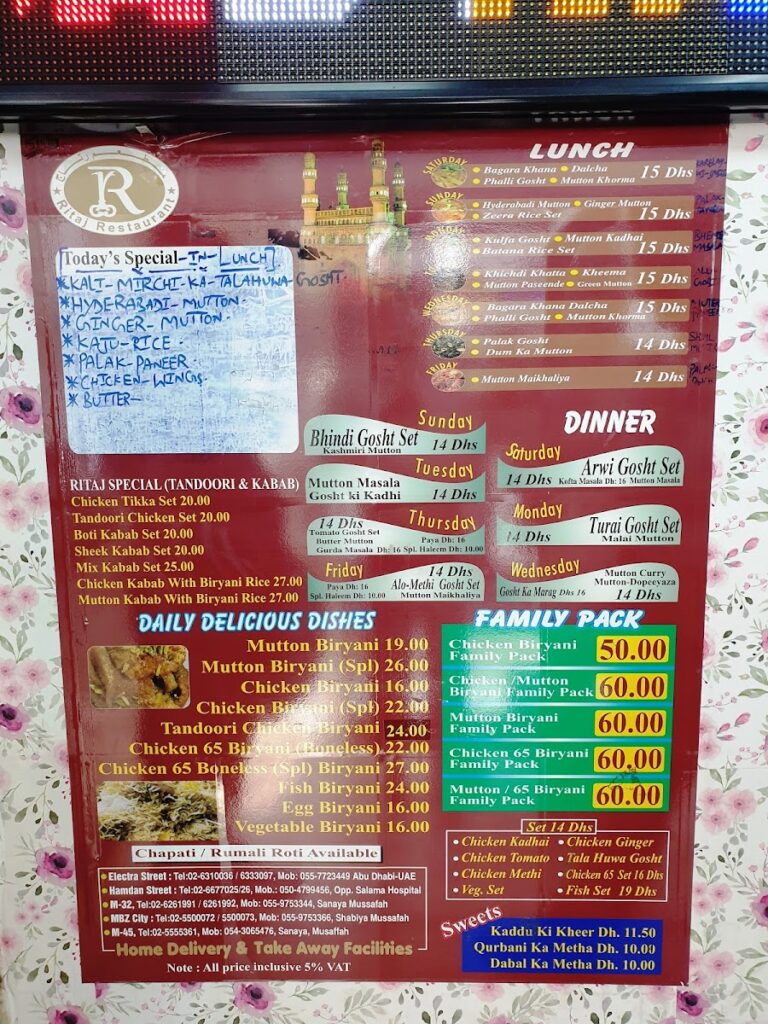 R
Ritaj Restaurant
Today's Special-IN-LUNCH
*KALI-MIRCHI-KA-TALAHUWA-GOSHT.
*HYDERABADI-MUTTON.
*GINGER-MUTTON.
*KAJU-RICE.
*PALAK-PANEER
*CHICKEN-WINGS.
*BUTTER-
LUNCH
SATURDAY
Bagara Khana Dalcha
Phalli Gosht Mutton Khorma
15 Dhs
SUNDAY
Hyderabadi Mutton Ginger Mutton
Zeera Rice Set
15 Dhs
Kulfa Gosht Mutton Kadhai
Batana Rice Set
15 Dhs
Khichdi Khatta Kheema
Mutton Paseende Green Mutton
15 Dhs
WEDNESDAY
Bagara Khana Dalcha
Phalli Gosht Mutton Khorma
15 Dhs
THURSDAY
Palak Gosht
Dum Ka Mutton
14 Dhs
FRIDAY
Mutton Maikhaliya
14 Dhs
DINNER
Sunday
Bhindi Gosht Set
Kashmiri Mutton
14 Dhs
Tuesday
Mutton Masala
Gosht ki Kadhi
14 Dhs
Thursday
14 Dhs
Tomato Gosht Set
Butter Mutton Paya Dh: 16
Gurda Masala Dh: 16 Spl. Haleem Dh: 10.00
Friday
14 Dhs
Paya Dh: 16 Alo-Methi Gosht Set
Spl. Haleem Dh: 10.00 Mutton Maikhaliya
Saturday
Arwi Gosht Set
14 Dhs Kofta Masala Dh: 16 Mutton Masala
Monday
14 Dhs Turai Gosht Set
Malai Mutton
Wednesday
Mutton Curry
Mutton-Dopeeyaza
Gosht Ka Marag Dhs 16 14 Dhs
RITAJ SPECIAL (TANDOORI & KABAB)
Chicken Tikka Set 20.00
Tandoori Chicken Set 20.00
Boti Kabab Set 20.00
Sheek Kabab Set 20.00
Mix Kabab Set 25.00
Chicken Kabab With Biryani Rice 27.00
Mutton Kabab With Biryani Rice 27.00
DAILY DELICIOUS DISHES
Mutton Biryani 19.00
Mutton Biryani (Spl) 26.00
Chicken Biryani 16.00
Chicken Biryani (Spl) 22.00
Tandoori Chicken Biryani 24.00
Chicken 65 Biryani (Boneless) 22.00
Chicken 65 Boneless (Spl) Biryani 27.00
Fish Biryani 24.00
Egg Biryani 16.00
Vegetable Biryani 16.00
Chapati / Rumali Roti Available
FAMILY PACK
Chicken Biryani
Family Pack
50.00
Chicken /Mutton
Biryani Family Pack
60.00
Mutton Biryani
Family Pack
60.00
Chicken 65 Biryani
Family Pack
60.00
Mutton / 65 Biryani
Family Pack
60.00
Set 14 Dhs
• Chicken Kadhai • Chicken Ginger
• Chicken Tomato • Tala Huwa Gosht
• Chicken Methi • Chicken 65 Set 16 Dhs
• Veg. Set • Fish Set 19 Dhs
Sweets
Kaddu Ki Kheer Dh. 11.50
Qurbani Ka Metha Dh. 10.00
Dabal Ka Metha Dh. 10.00
• Electra Street : Tel:02-6310036 / 6333097, Mob: 055-7723449 Abu Dhabi-UAE
• Hamdan Street : Tel:02-6677025/26, Mob.: 050-4799456, Opp. Salama Hospital
• M-32, Tel:02-6261991 / 6261992, Mob: 055-9753344, Sanaya Mussafah
• MBZ City : Tel:02-5500072 / 5500073, Mob: 055-9753366, Shabiya Mussafah
• M-45, Tel:02-5555361, Mob: 054-3065476, Sanaya, Musaffah
Home Delivery & Take Away Facilities
Note : All price inclusive 5% VAT